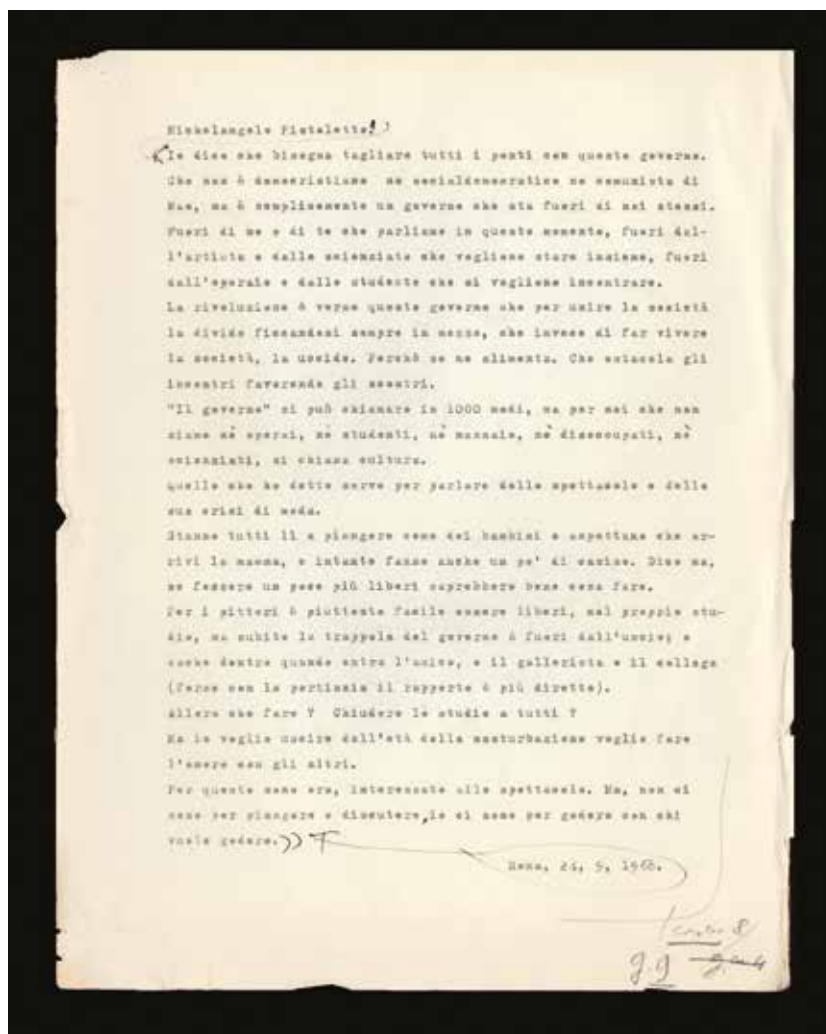 Michelangelo Pistoletto:
«Io dico che bisogna tagliare tutti i ponti con questo governo.
Che non è democristiano ne socialdemocratico ne comunista di
Mao, ma è semplicemente un governo che sta fuori di noi stessi.
Fuori di me e di te che parliamo in questo momento, fuori dal-
l'artista e dallo scienziato che vogliono stare insieme, fuori
dall'operaio e dallo studente che si vogliono incontrare.
La rivoluzione è verso questo governo che per unire la società
la divide ficcandosi sempre in mezzo, che invece di far vivere
la società, la uccide. Perchè se ne alimenta. Che ostacola gli
incontri favorendo gli scontri.
"Il governo" si può chiamare in 1000 modi, ma per noi che non
siamo nè operai, nè studenti, nè mannaie, nè disoccupati, nè
scienziati, si chiama cultura.
Quello che ho detto serve per parlare dello spettacolo e della
sua crisi di moda.
Stanno tutti lì a piangere come dei bambini e aspettano che ar-
rivi la mamma, e intanto fanno anche un po' di casino. Dico ma,
se fossero un poco più liberi saprebbero bene cosa fare.
Per i pittori è piuttosto facile essere liberi, nel proprio stu-
dio, ma subito la trappola del governo è fuori dall'uscio; e
anche dentro quando entra l'amico, e il gallerista e il collega
(forse con la portinaia il rapporto è più diretto).
Allora che fare ? Chiudere lo studio a tutti ?
Ma io voglio uscire dall'età della masturbazione voglio fare
l'amore con gli altri.
Per questo sono ora, interessato allo spettacolo. Ma, non ci
sono per piangere e discutere, io ci sono per godere con chi
vuole godere.»
Roma, 24, 5, 1968.
g.g